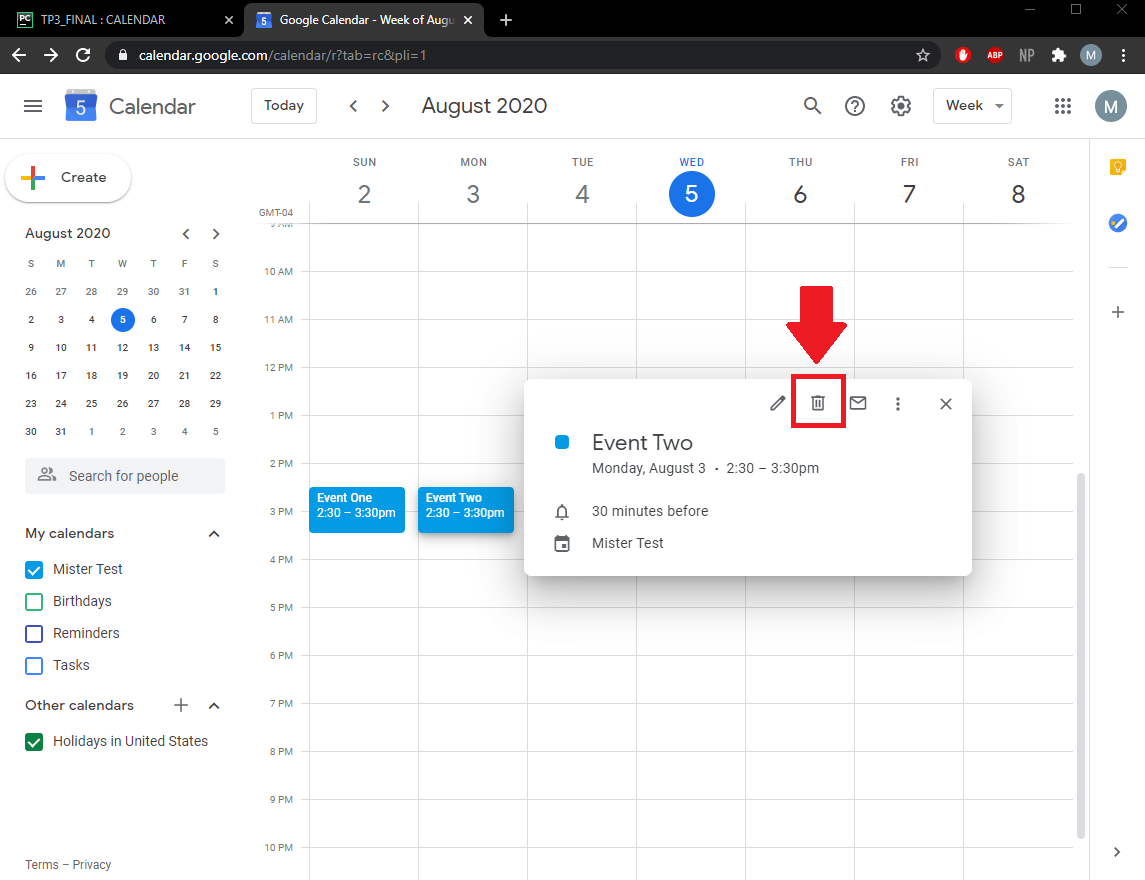 PC TP3_FINAL : CALENDAR
5 Google Calendar - Week of Augu
calendar.google.com/calendar/r?tab=rc&pli=1
ABP NP M
5 Calendar Today August 2020 Week M
Create
August 2020
S M T W T F S
26 27 28 29 30 31 1
2 3 4 5 6 7 8
9 10 11 12 13 14 15
16 17 18 19 20 21 22
23 24 25 26 27 28 29
30 31 1 2 3 4 5
Search for people
My calendars
Mister Test
Birthdays
Reminders
Tasks
Other calendars
Holidays in United States
Terms – Privacy
SUN MON TUE WED THU FRI SAT
2 3 4 5 6 7 8
GMT-04
9 AM
10 AM
11 AM
12 PM
1 PM
2 PM
3 PM
4 PM
5 PM
6 PM
7 PM
8 PM
9 PM
10 PM
Event One
2:30 – 3:30pm
Event Two
2:30 – 3:30pm
Event Two
Monday, August 3 • 2:30 – 3:30pm
30 minutes before
Mister Test